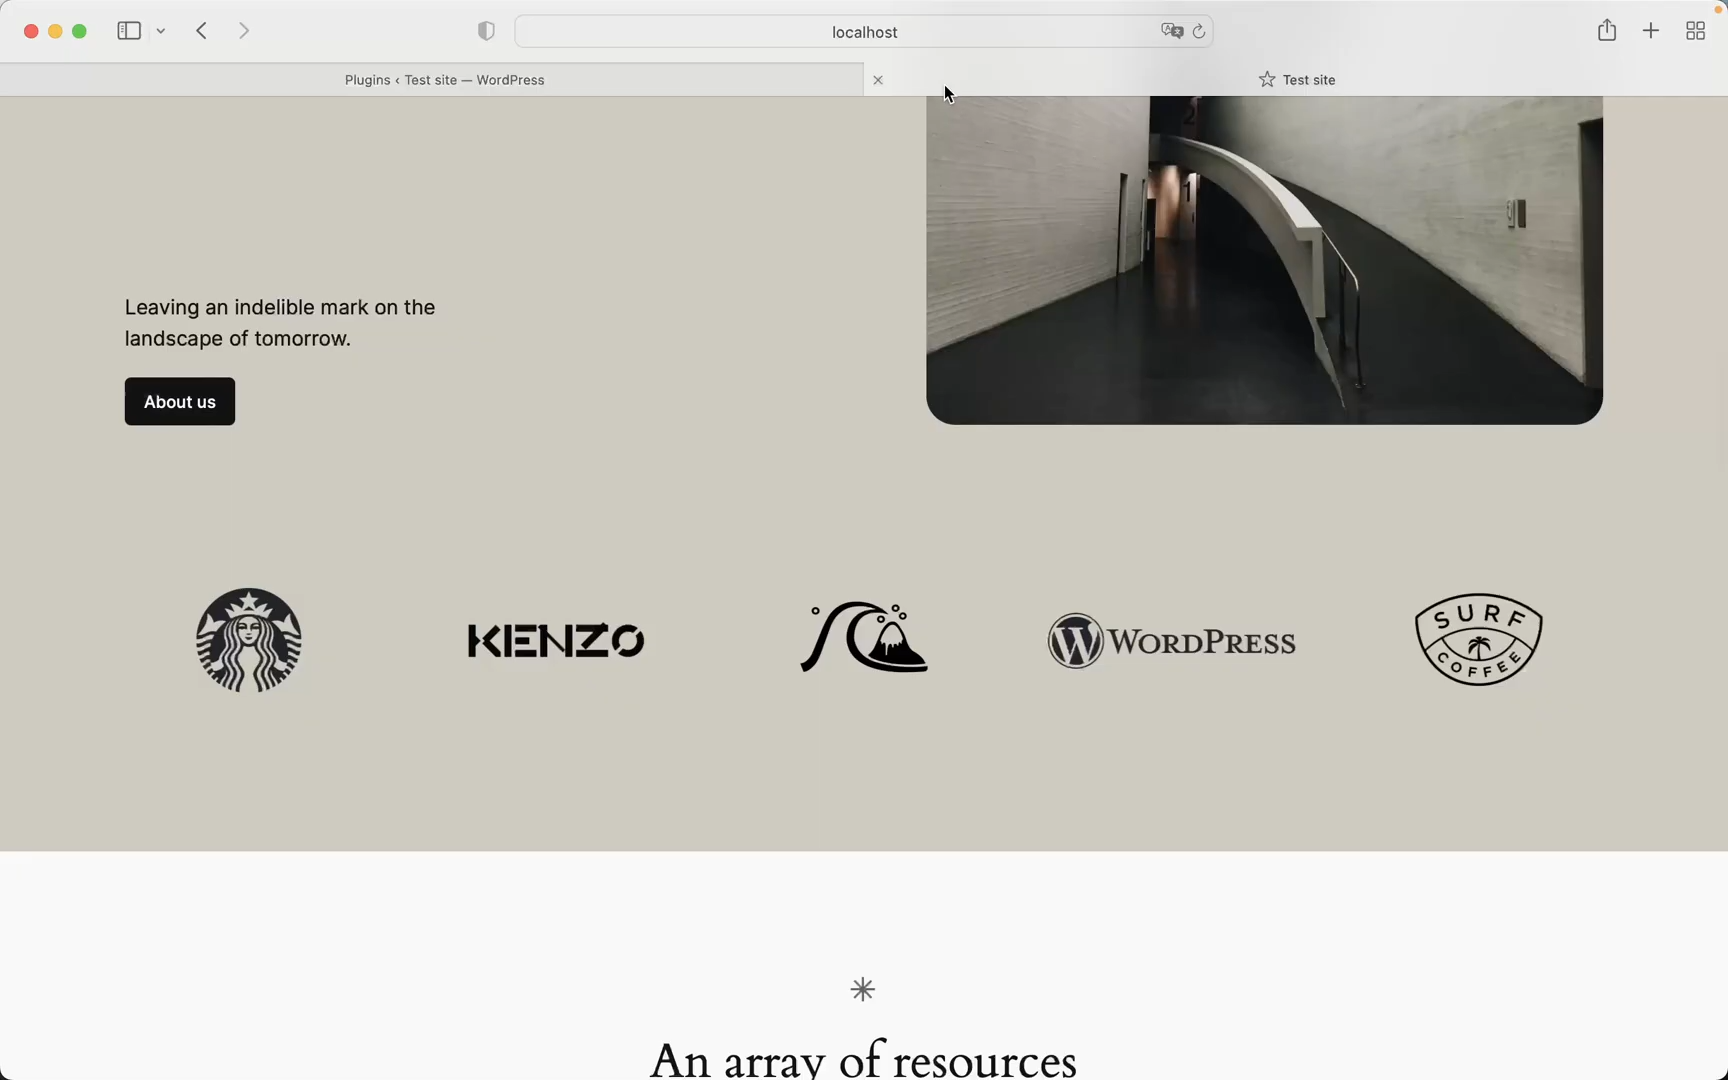 localhost
Plugins ‹ Test site — WordPress
Test site
Leaving an indelible mark on the
landscape of tomorrow.
About us
KENZO
WORDPRESS
SURF
COFFEE
An array of resources